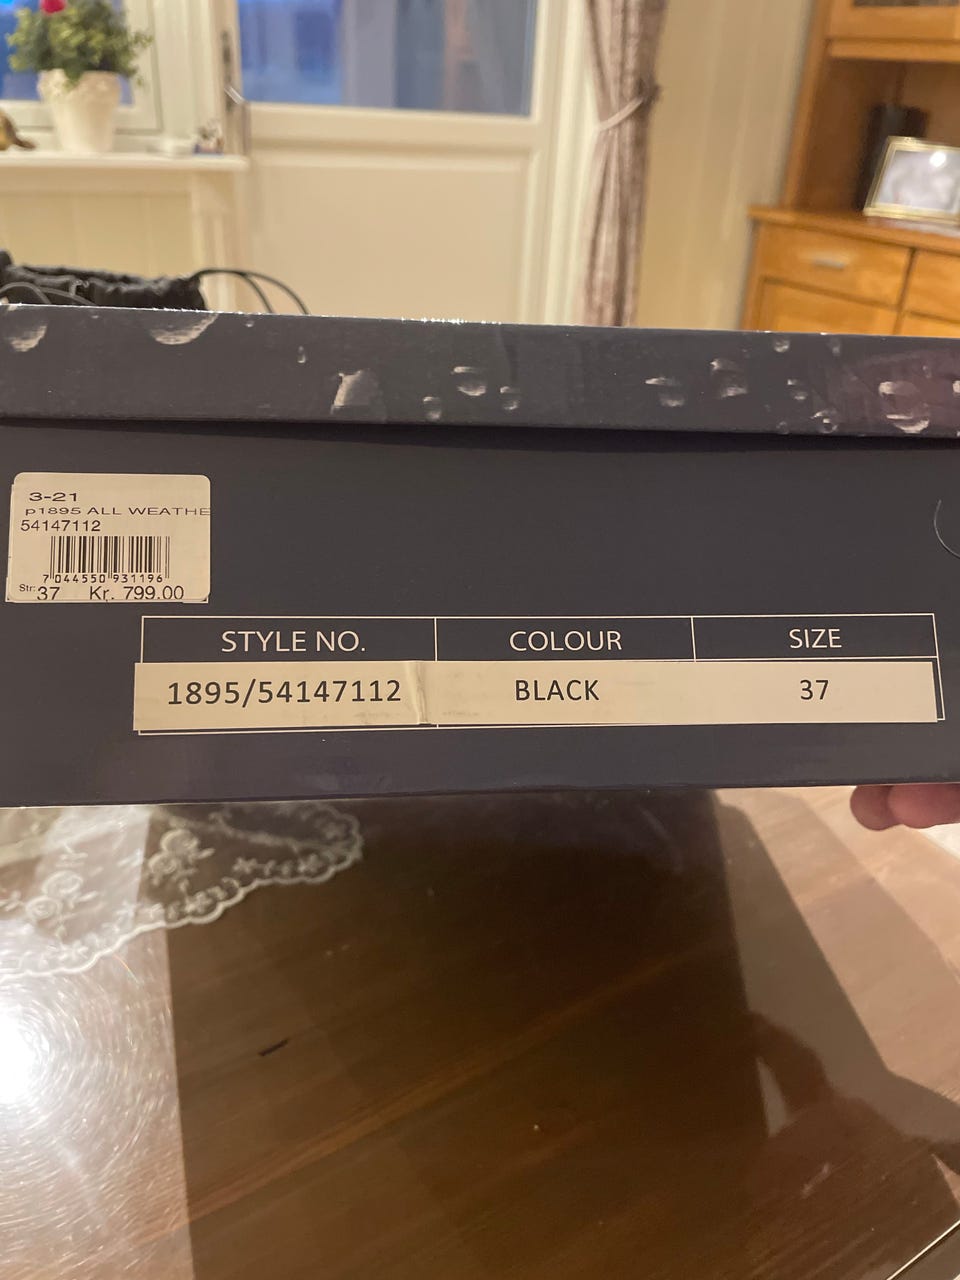 3-21
p1895 ALL WEATHE
54147112
7 044550 931196
Str: 37 Kr. 799.00
STYLE NO. COLOUR SIZE
1895/54147112 BLACK 37